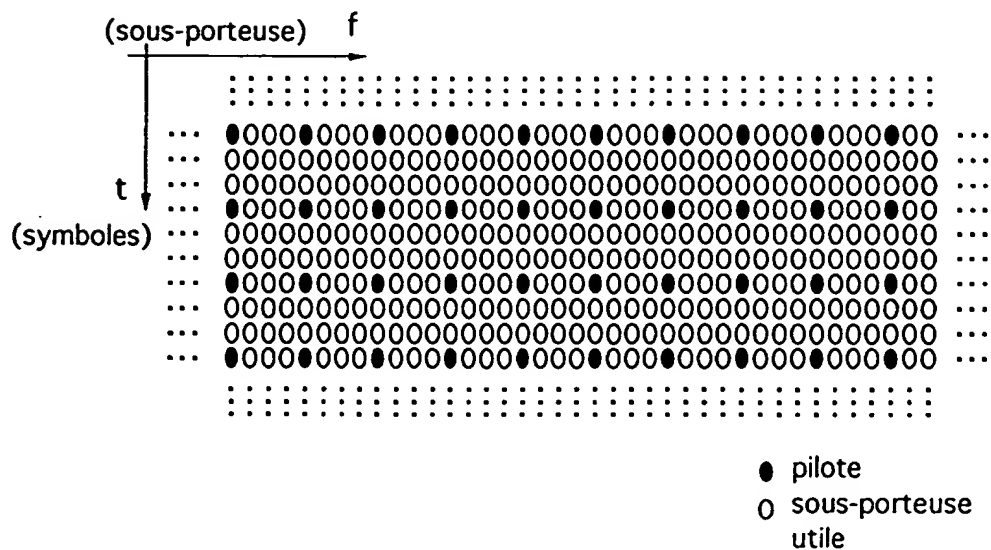 (sous-porteuse) f
t
(symboles)
pilote
sous-porteuse
utile